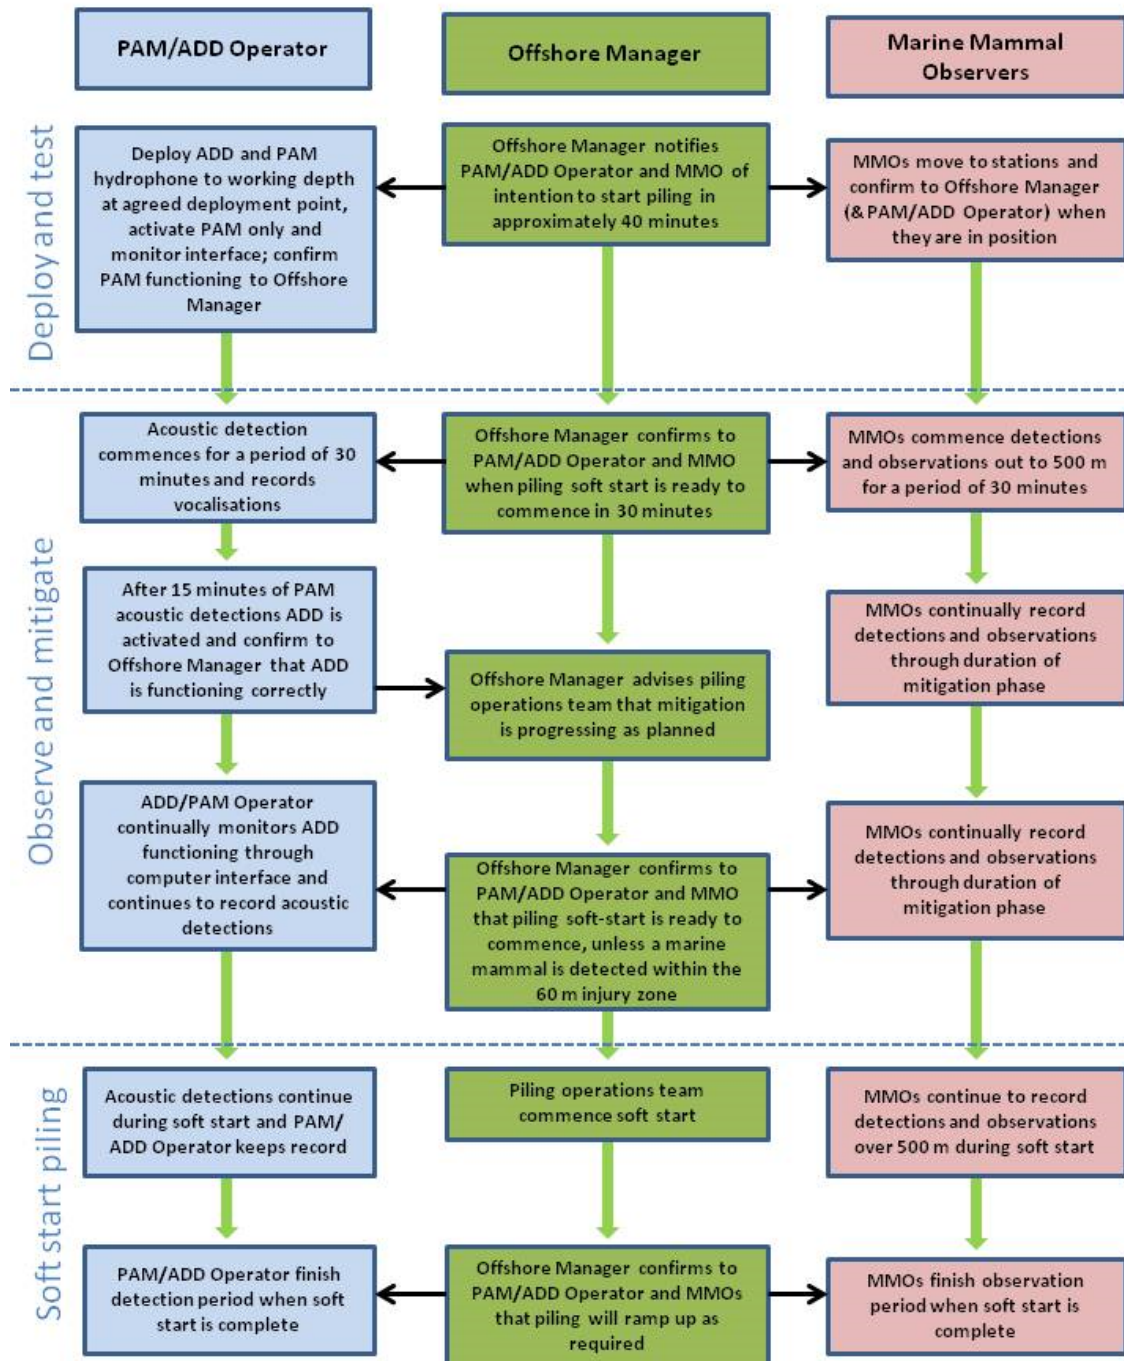 PAM/ADD Operator
Offshore Manager
Marine Mammal
Observers
Deploy and test
Deploy ADD and PAM
hydrophone to working depth
at agreed deployment point,
activate PAM only and
monitor interface; confirm
PAM functioning to Offshore
Manager
Offshore Manager notifies
PAM/ADD Operator and MMO of
intention to start piling in
approximately 40 minutes
MMOs move to stations and
confirm to Offshore Manager
(& PAM/ADD Operator) when
they are in position
Observe and mitigate
Acoustic detection
commences for a period of 30
minutes and records
vocalisations
Offshore Manager confirms to
PAM/ADD Operator and MMO
when piling soft start is ready to
commence in 30 minutes
MMOs commence detections
and observations out to 500 m
for a period of 30 minutes
After 15 minutes of PAM
acoustic detections ADD is
activated and confirm to
Offshore Manager that ADD
is functioning correctly
Offshore Manager advises piling
operations team that mitigation
is progressing as planned
MMOs continually record
detections and observations
through duration of
mitigation phase
ADD/PAM Operator
continually monitors ADD
functioning through
computer interface and
continues to record acoustic
detections
Offshore Manager confirms to
PAM/ADD Operator and MMO
that piling soft-start is ready to
commence, unless a marine
mammal is detected within the
60 m injury zone
MMOs continually record
detections and observations
through duration of
mitigation phase
Soft start piling
Acoustic detections continue
during soft start and PAM/
ADD Operator keeps record
Piling operations team
commence soft start
MMOs continue to record
detections and observations
over 500 m during soft start
PAM/ADD Operator finish
detection period when soft
start is complete
Offshore Manager confirms to
PAM/ADD Operator and MMOs
that piling will ramp up as
required
MMOs finish observation
period when soft start is
complete